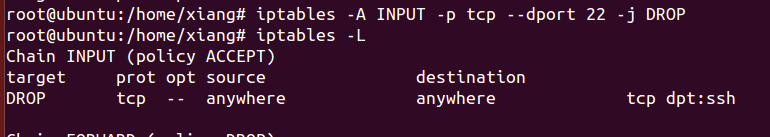 root@ubuntu:/home/xiang# iptables -A INPUT -p tcp --dport 22 -j DROP
root@ubuntu:/home/xiang# iptables -L
Chain INPUT (policy ACCEPT)
target     prot opt source               destination
DROP       tcp  --  anywhere             anywhere             tcp dpt:ssh
Chain FORWARD (policy DROP)